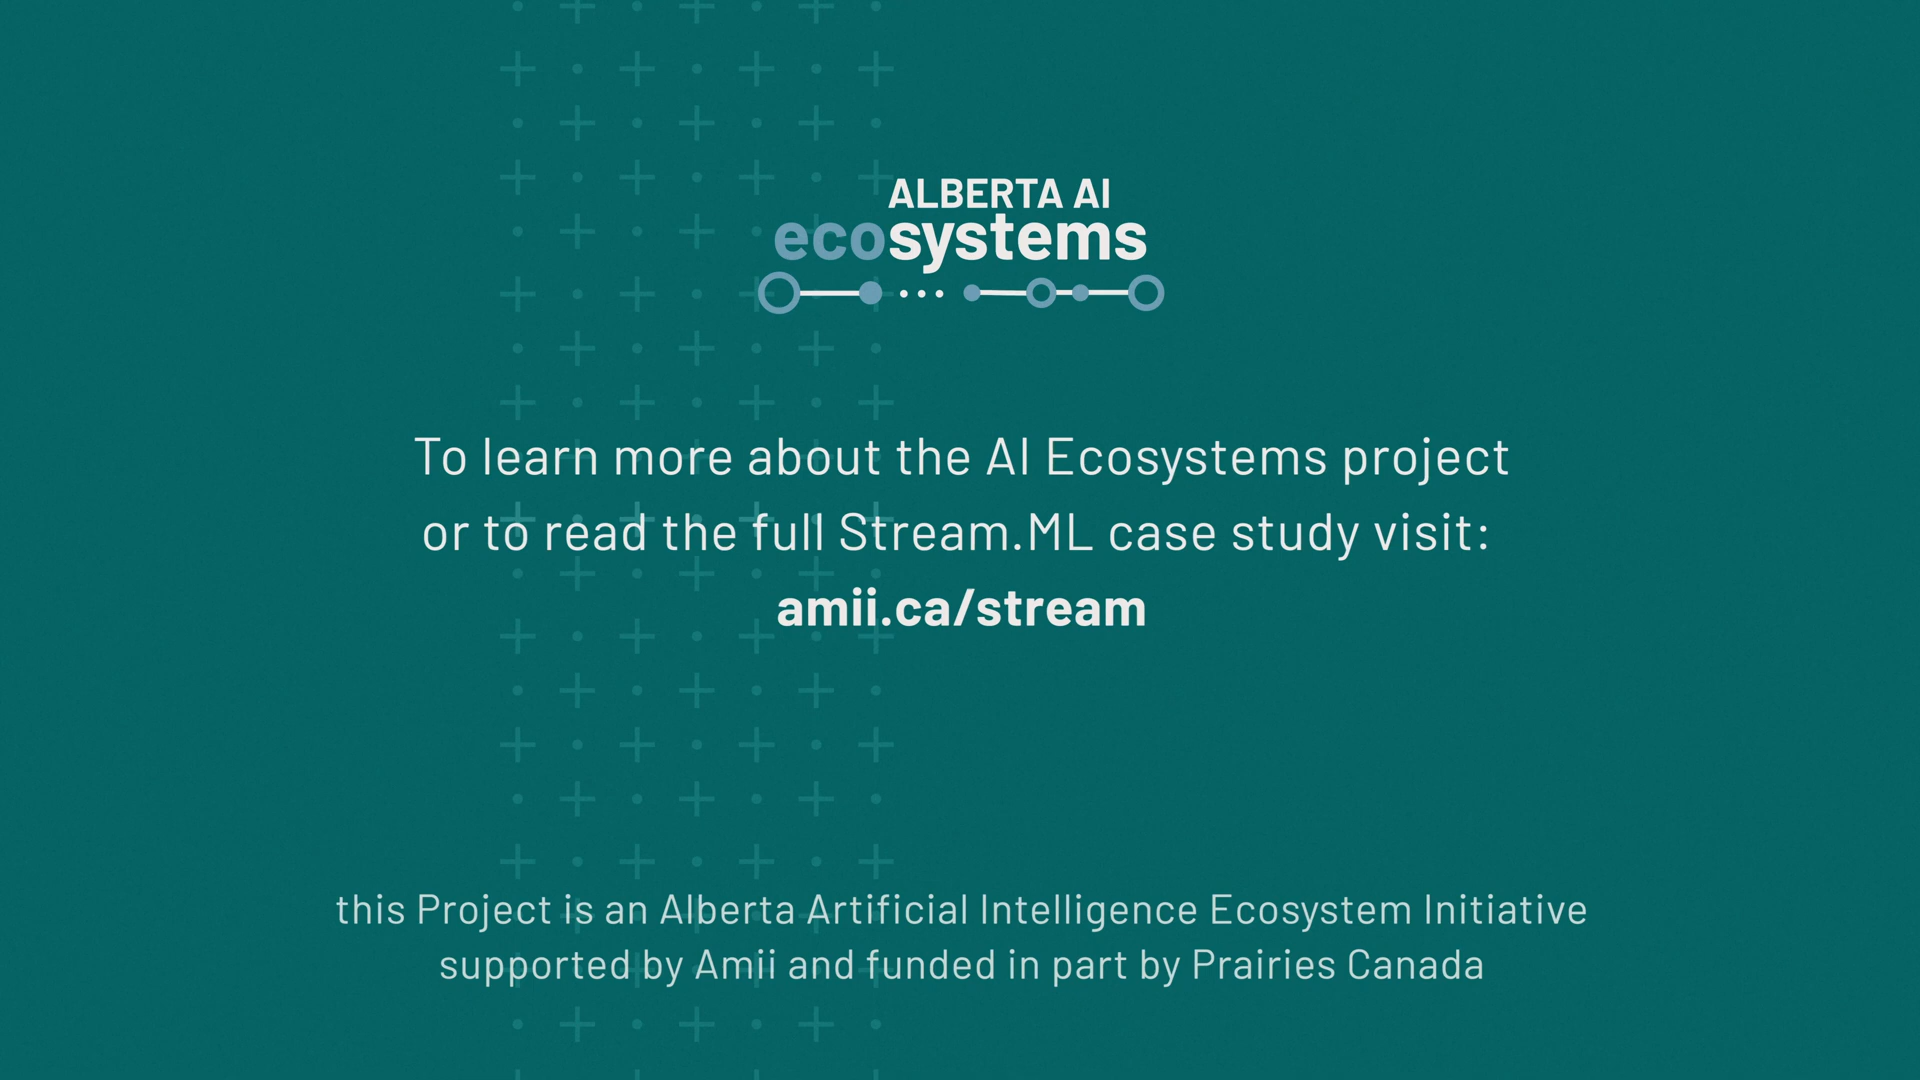 ALBERTA AI
ecosystems
To learn more about the AI Ecosystems project
or to read the full Stream.ML case study visit:
amii.ca/stream
this Project is an Alberta Artificial Intelligence Ecosystem Initiative
supported by Amii and funded in part by Prairies Canada